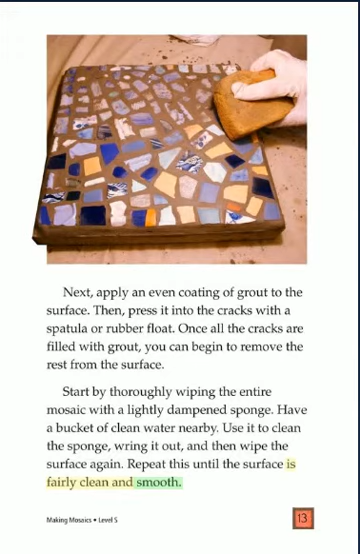 Next, apply an even coating of grout to the
surface. Then, press it into the cracks with a
spatula or rubber float. Once all the cracks are
filled with grout, you can begin to remove the
rest from the surface.
Start by thoroughly wiping the entire
mosaic with a lightly dampened sponge. Have
a bucket of clean water nearby. Use it to clean
the sponge, wring it out, and then wipe the
surface again. Repeat this until the surface is
fairly clean and smooth.
Making Mosaics • Level S
13